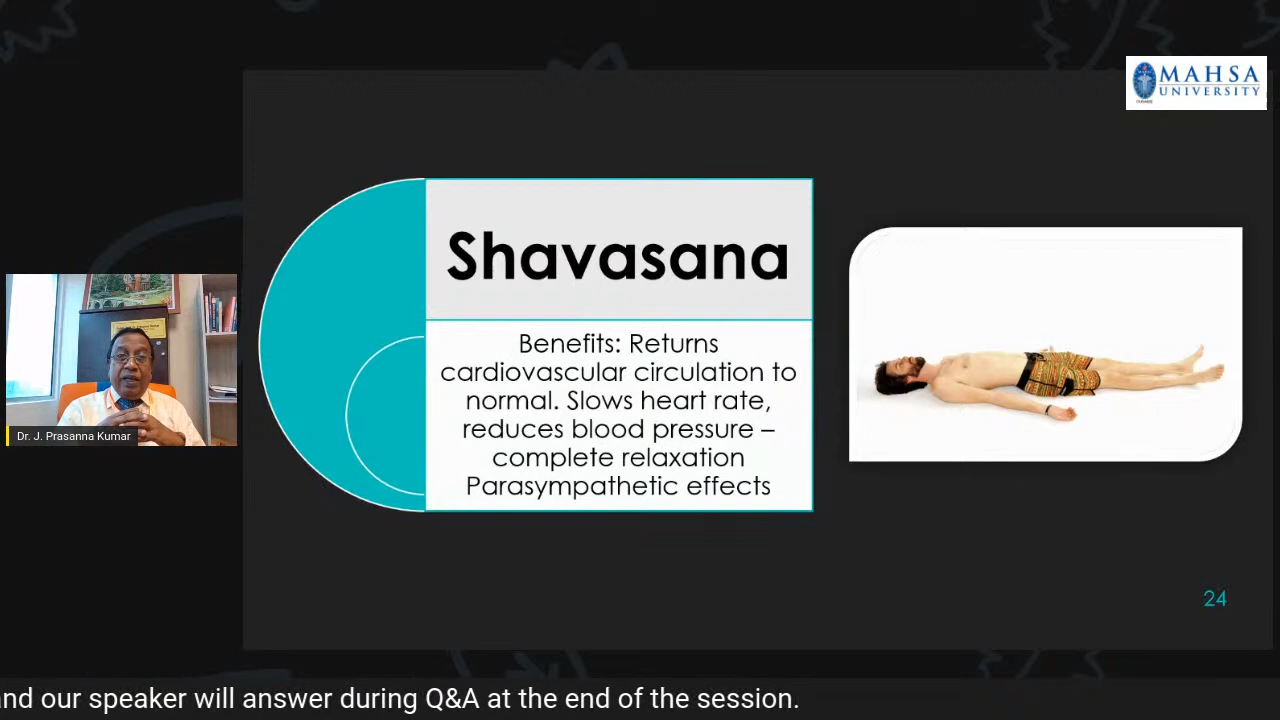 MAHSA
UNIVERSITY
Shavasana
Benefits: Returns
cardiovascular circulation to
normal. Slows heart rate,
reduces blood pressure –
complete relaxation
Parasympathetic effects
Dr. J. Prasanna Kumar
24
and our speaker will answer during Q&A at the end of the session.